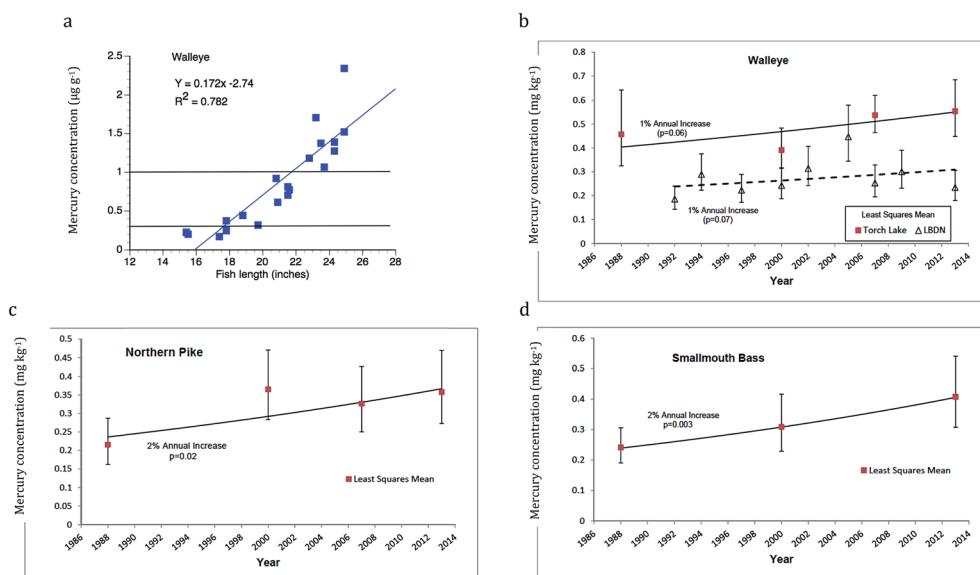 a
Walleye
Y = 0.172x -2.74
R2 = 0.782
Mercury concentration (µg g-1)
2.5
2
1.5
1
0.5
0
12 14 16 18 20 22 24 26 28
Fish length (inches)
b
Walleye
Mercury concentration (mg kg-1)
0.8
0.7
0.6
0.5
0.4
0.3
0.2
0.1
0
1% Annual Increase
(p=0.06)
1% Annual Increase
(p=0.07)
Least Squares Mean
Torch Lake LBDN
1986 1988 1990 1992 1994 1996 1998 2000 2002 2004 2006 2008 2010 2012 2014
Year
c
Northern Pike
Mercury concentration (mg kg-1)
0.5
0.45
0.4
0.35
0.3
0.25
0.2
0.15
0.1
0.05
0
2% Annual Increase
p=0.02
Least Squares Mean
1986 1988 1990 1992 1994 1996 1998 2000 2002 2004 2006 2008 2010 2012 2014
Year
d
Smallmouth Bass
Mercury concentration (mg kg-1)
0.6
0.5
0.4
0.3
0.2
0.1
0
2% Annual Increase
p=0.003
Least Squares Mean
1986 1988 1990 1992 1994 1996 1998 2000 2002 2004 2006 2008 2010 2012 2014
Year